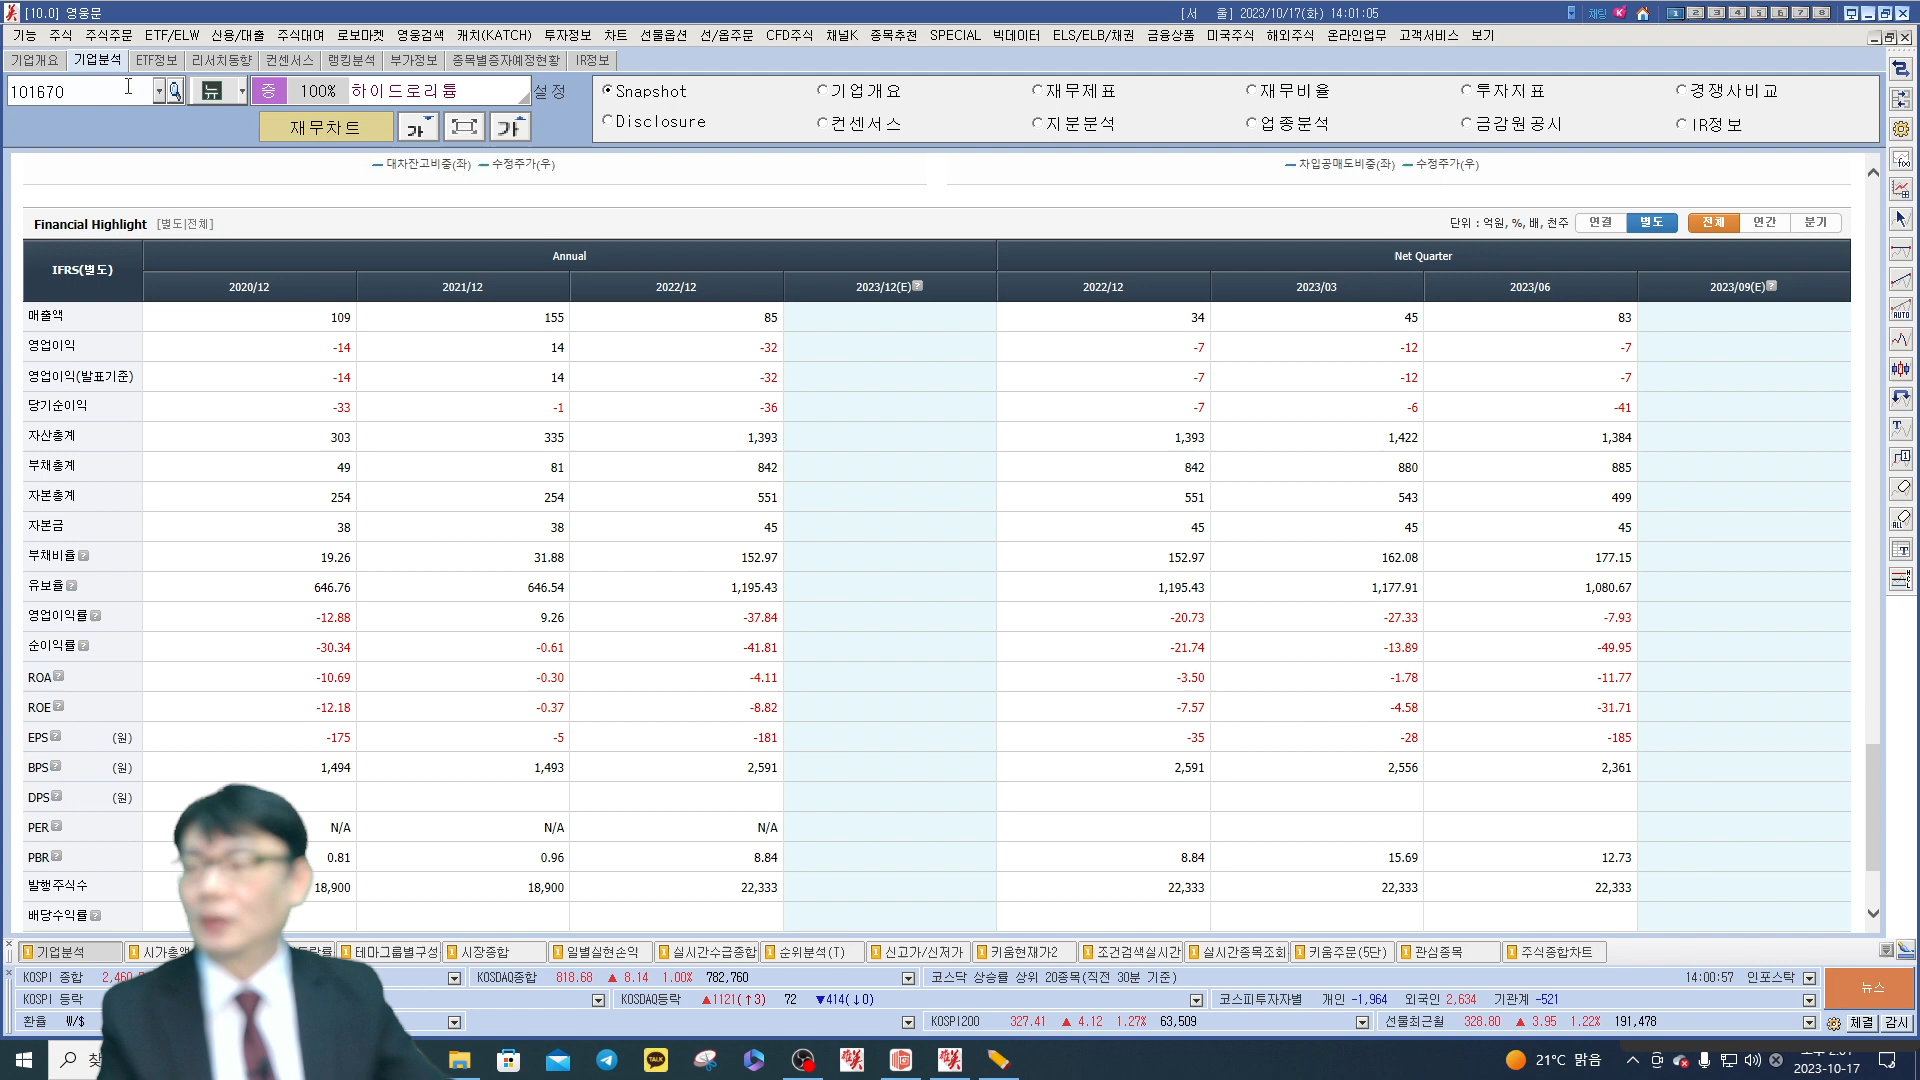 [10.0] 영웅문
[서 울] 2023/10/17(화) 14:01:05
채팅
1 2 3 4 5 6 7 8
기능 주식 주식주문 ETF/ELW 신용/대출 주식대여 로보마켓 영웅검색 캐치(KATCH) 투자정보 차트 선물옵션 선/옵주문 CFD주식 채널K 종목추천 SPECIAL 빅데이터 ELS/ELB/채권 금융상품 미국주식 해외주식 온라인업무 고객서비스 보기
기업개요 기업분석 ETF정보 리서치동향 컨센서스 랭킹분석 부가정보 종목별증자예정현황 IR정보
101670 뉴 증 100% 하이드로리튬 설정
Snapshot 기업개요 재무제표 재무비율 투자지표 경쟁사비교
Disclosure 컨센서스 지분분석 업종분석 금감원공시 IR정보
재무차트 가 가
대차잔고비중(좌) 수정주가(우) 차입공매도비중(좌) 수정주가(우)
Financial Highlight [별도|전체] 단위 : 억원, %, 배, 천주 연결 별도 전체 연간 분기
IFRS(별도) Annual Net Quarter
2020/12 2021/12 2022/12 2023/12(E) 2022/12 2023/03 2023/06 2023/09(E)
매출액 109 155 85 34 45 83
영업이익 -14 14 -32 -7 -12 -7
영업이익(발표기준) -14 14 -32 -7 -12 -7
당기순이익 -33 -1 -36 -7 -6 -41
자산총계 303 335 1,393 1,393 1,422 1,384
부채총계 49 81 842 842 880 885
자본총계 254 254 551 551 543 499
자본금 38 38 45 45 45 45
부채비율 19.26 31.88 152.97 152.97 162.08 177.15
유보율 646.76 646.54 1,195.43 1,195.43 1,177.91 1,080.67
영업이익률 -12.88 9.26 -37.84 -20.73 -27.33 -7.93
순이익률 -30.34 -0.61 -41.81 -21.74 -13.89 -49.95
ROA -10.69 -0.30 -4.11 -3.50 -1.78 -11.77
ROE -12.18 -0.37 -8.82 -7.57 -4.58 -31.71
EPS (원) -175 -5 -181 -35 -28 -185
BPS (원) 1,494 1,493 2,591 2,591 2,556 2,361
DPS (원)
PER N/A N/A N/A
PBR 0.81 0.96 8.84 8.84 15.69 12.73
발행주식수 18,900 18,900 22,333 22,333 22,333 22,333
배당수익률
기업분석 시가총액 테마그룹별구성 시장종합 일별실현손익 실시간수급종합 순위분석(T) 신고가/신저가 키움현재가2 조건검색실시간 실시간종목조회 키움주문(5단) 관심종목 주식종합차트
KOSPI 종합 2,460 KOSDAQ종합 818.68 ▲ 8.14 1.00% 782,760 코스닥 상승률 상위 20종목(직전 30분 기준) 14:00:57 인포스탁 뉴스
KOSPI 등락 KOSDAQ등락 ▲1121(↑3) 72 ▼414(↓0) 코스피투자자별 개인 -1,964 외국인 2,634 기관계 -521
환율 ₩/$ KOSPI200 327.41 ▲ 4.12 1.27% 63,509 선물최근월 328.80 ▲ 3.95 1.22% 191,478 체결 감시
TALK
21°C 맑음
2023-10-17